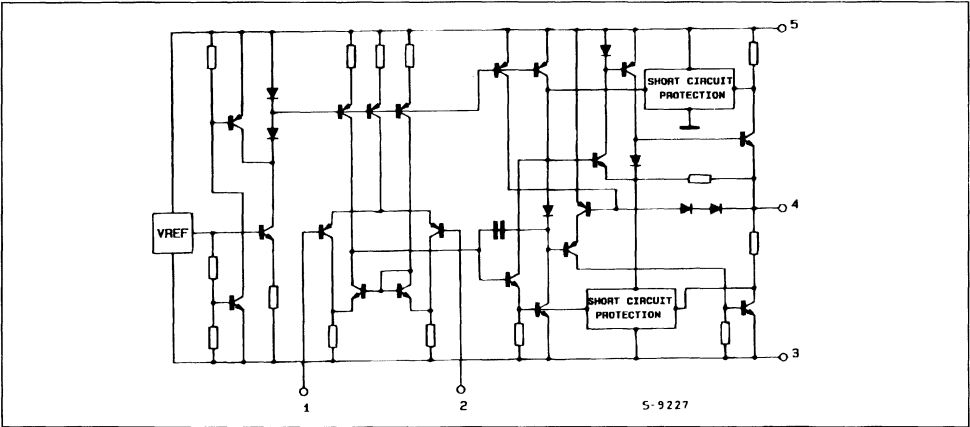 5
SHORT CIRCUIT
PROTECTION
4
VREF
SHORT CIRCUIT
PROTECTION
3
1
2
S-9227